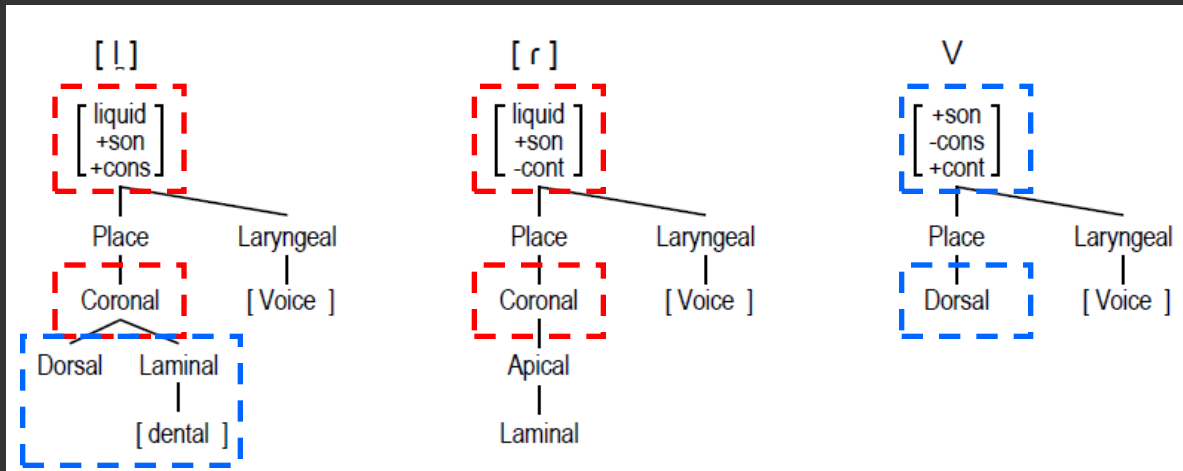 [ l̪ ] [ ɾ ] V
liquid liquid +son
+son +son -cons
+cons -cont +cont
Place Laryngeal Place Laryngeal Place Laryngeal
Coronal [ Voice ] Coronal [ Voice ] Dorsal [ Voice ]
Dorsal Laminal Apical
[ dental ] Laminal